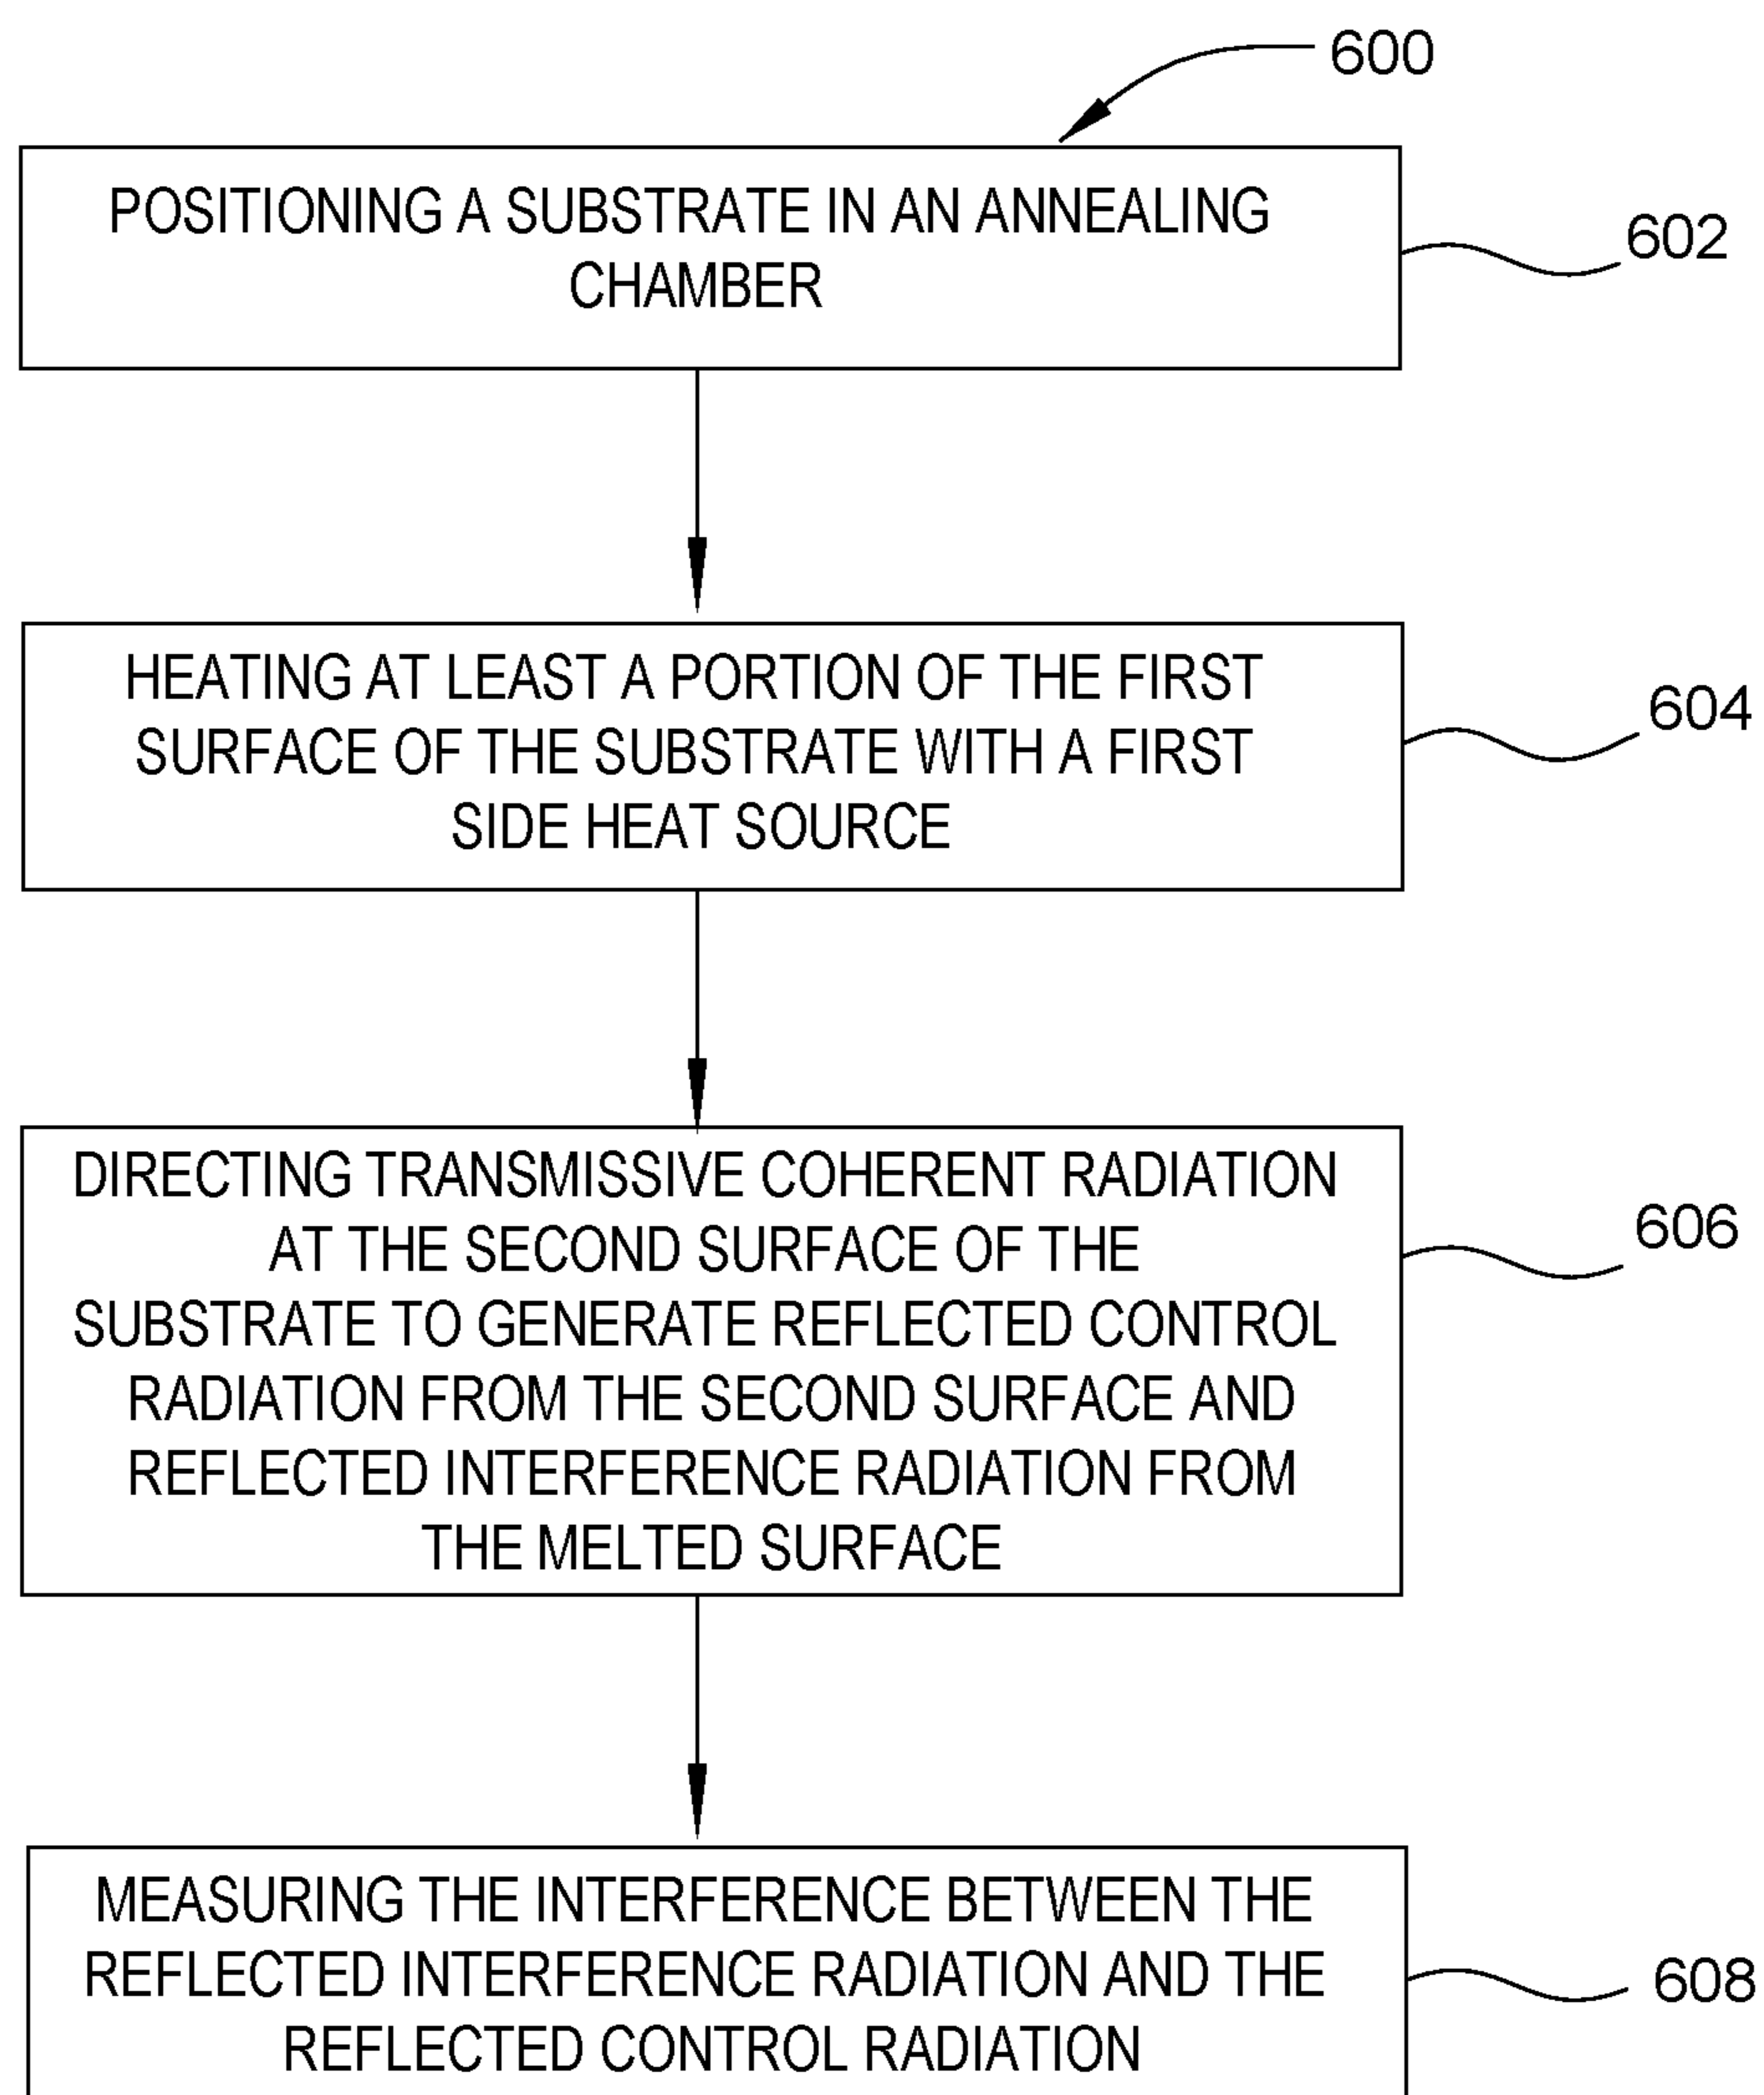 600
POSITIONING A SUBSTRATE IN AN ANNEALING
CHAMBER
602
HEATING AT LEAST A PORTION OF THE FIRST
SURFACE OF THE SUBSTRATE WITH A FIRST
SIDE HEAT SOURCE
604
DIRECTING TRANSMISSIVE COHERENT RADIATION
AT THE SECOND SURFACE OF THE
SUBSTRATE TO GENERATE REFLECTED CONTROL
RADIATION FROM THE SECOND SURFACE AND
REFLECTED INTERFERENCE RADIATION FROM
THE MELTED SURFACE
606
MEASURING THE INTERFERENCE BETWEEN THE
REFLECTED INTERFERENCE RADIATION AND THE
REFLECTED CONTROL RADIATION
608